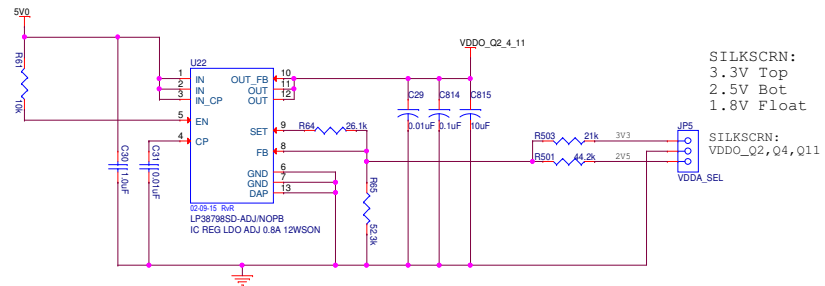 5V0
VDDO_Q2_4_11
SILKSCRN:
3.3V Top
2.5V Bot
1.8V Float
U22
R61
10k
1 IN OUT_FB 10
2 IN OUT 11
3 IN_CP OUT 12
5 EN
4 CP
SET 9
FB 8
GND 6
GND 7
DAP 13
R64 26.1k
C29
0.01uF
C814
0.1uF
C815
10uF
R503 21k 3V3
R501 44.2k 2V5
JP5
VDDA_SEL
SILKSCRN:
VDDO_Q2,Q4,Q11
C30
1.0uF
C31
0.01uF
R65
52.3k
02-09-15 RvR
LP38798SD-ADJ/NOPB
IC REG LDO ADJ 0.8A 12WSON